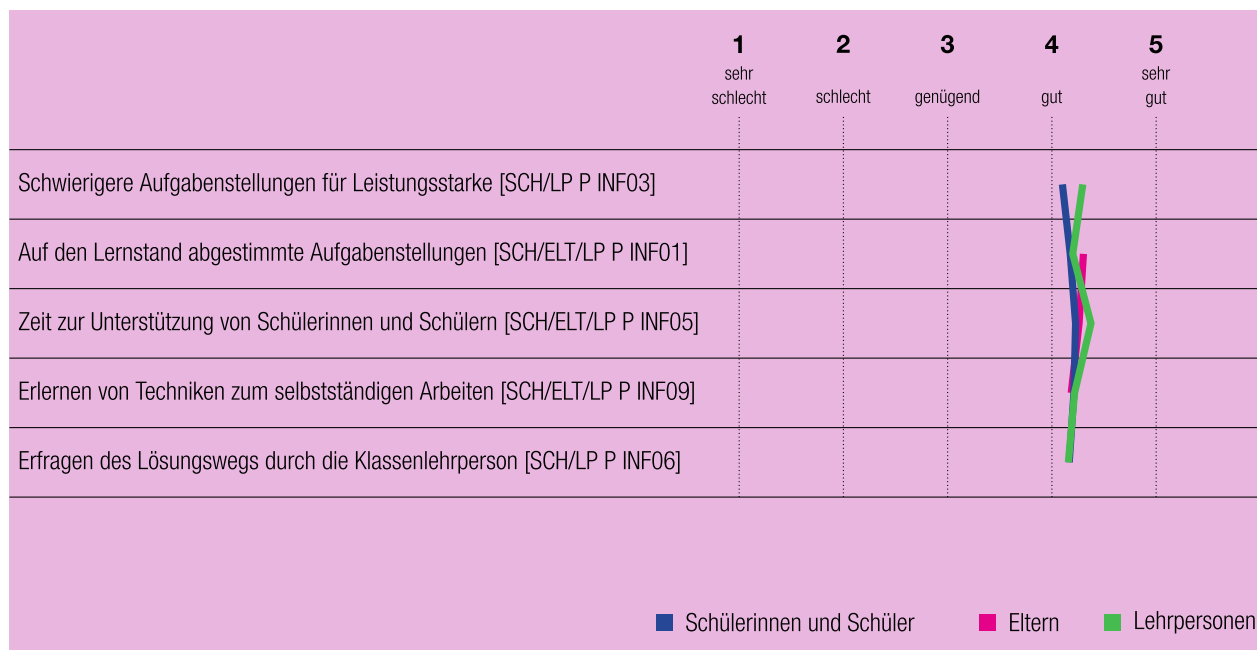 1 2 3 4 5
sehr sehr
schlecht schlecht genügend gut gut
Schwierigere Aufgabenstellungen für Leistungsstarke [SCH/LP P INF03]
Auf den Lernstand abgestimmte Aufgabenstellungen [SCH/ELT/LP P INF01]
Zeit zur Unterstützung von Schülerinnen und Schülern [SCH/ELT/LP P INF05]
Erlernen von Techniken zum selbstständigen Arbeiten [SCH/ELT/LP P INF09]
Erfragen des Lösungswegs durch die Klassenlehrperson [SCH/LP P INF06]
Schülerinnen und Schüler Eltern Lehrpersonen